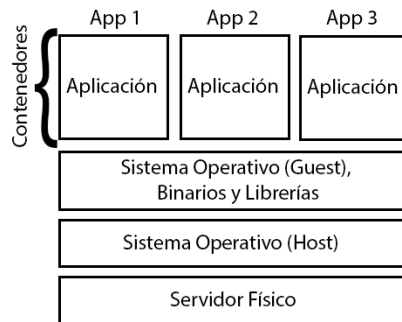 App 1 App 2 App 3
Contenedores
Aplicación Aplicación Aplicación
Sistema Operativo (Guest),
Binarios y Librerías
Sistema Operativo (Host)
Servidor Físico